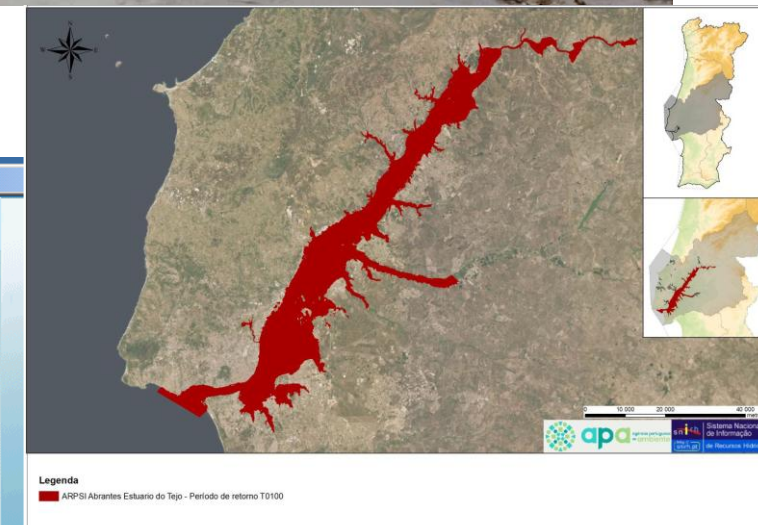 N
0 10 000 20 000 40 000
apa agência portuguesa do ambiente
Sistema Nacional
de Informação
de Recursos
Legenda
ARPSI Abrantes Estuario do Tejo - Período de retorno T0100